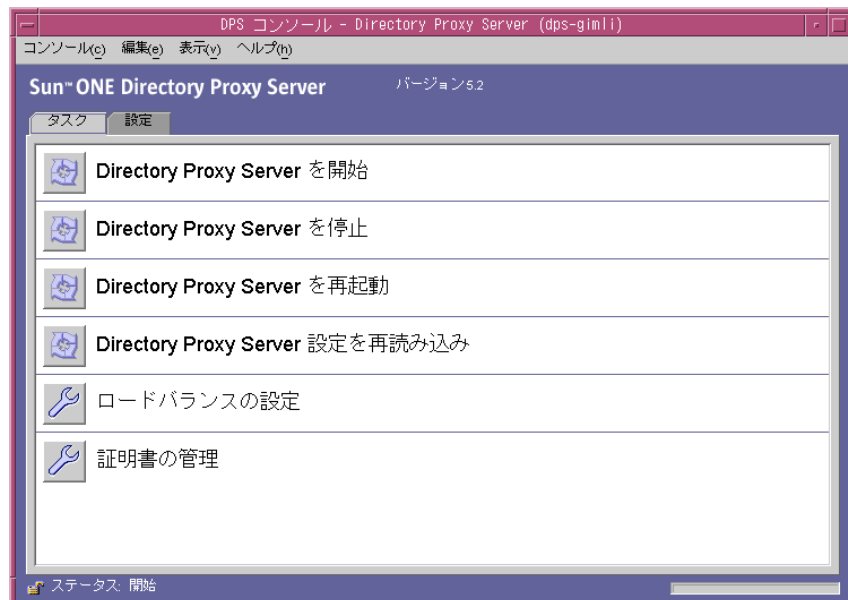 DPS コンソール - Directory Proxy Server (dps-gimli)
コンソール(c) 編集(e) 表示(v) ヘルプ(h)
Sun™ ONE Directory Proxy Server バージョン5.2
タスク 設定
Directory Proxy Server を開始
Directory Proxy Server を停止
Directory Proxy Server を再起動
Directory Proxy Server 設定を再読み込み
ロードバランスの設定
証明書の管理
ステータス: 開始